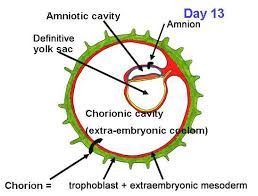 Day 13
Amniotic cavity
Amnion
Definitive
yolk sac
Chorionic cavity
(extra-embryonic coelom)
Chorion = trophoblast + extraembryonic mesoderm